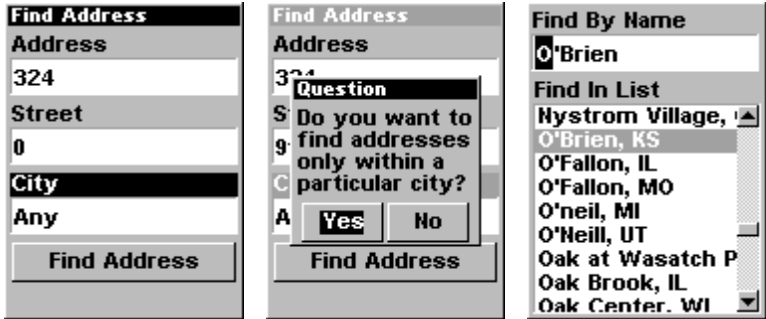 Find Address
Address
324
Street
0
City
Any
Find Address
Find Address
Address
Question
Do you want to
find addresses
only within a
particular city?
Yes
No
Find Address
Find By Name
O'Brien
Find In List
Nystrom Village,
O'Brien, KS
O'Fallon, IL
O'Fallon, MO
O'neil, MI
O'Neill, UT
Oak at Wasatch P
Oak Brook, IL
Oak Center, WI